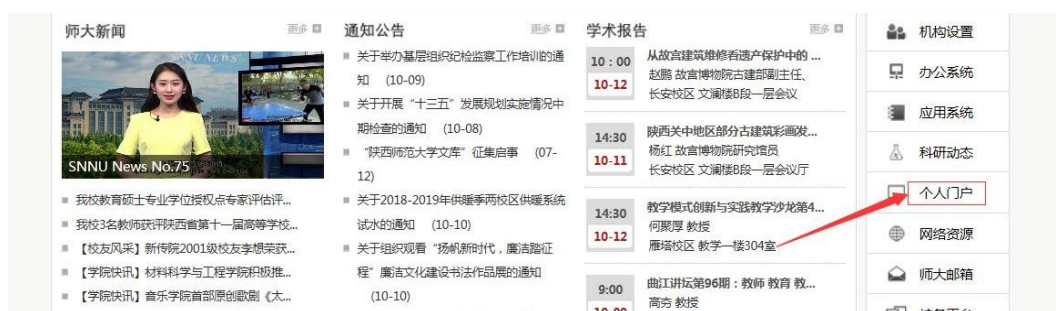 师大新闻
更多
SNNU News No.75
我校教育硕士专业学位授权点专家评估评...
我校3名教师获评陕西省第十一届高等学校...
【校友风采】新传院2001级校友李想荣获...
【学院快讯】材料科学与工程学院积极推...
【学院快讯】音乐学院首部原创歌剧《太...
通知公告
更多
关于举办基层组织纪检监察工作培训的通
知 (10-09)
关于开展“十三五”发展规划实施情况中
期检查的通知 (10-08)
“陕西师范大学文库”征集启事 (07-
12)
关于2018-2019年供暖季两校区供暖系统
试水的通知 (10-10)
关于组织观看“扬帆新时代，廉洁踏征
程”廉洁文化建设书法作品展的通知
(10-10)
学术报告
更多
10：00
10-12
从故宫建筑维修看遗产保护中的 ...
赵鹏 故宫博物院古建部副主任、
长安校区 文澜楼B段一层会议
14:30
10-11
陕西关中地区部分古建筑彩画发...
杨红 故宫博物院研究馆员
长安校区 文澜楼B段一层会议厅
14:30
10-12
教学模式创新与实践教学沙龙第4...
何聚厚 教授
雁塔校区 教学一楼304室
9:00
曲江讲坛第96期：教师 教育 教...
高夯 教授
机构设置
办公系统
应用系统
科研动态
个人门户
网络资源
师大邮箱